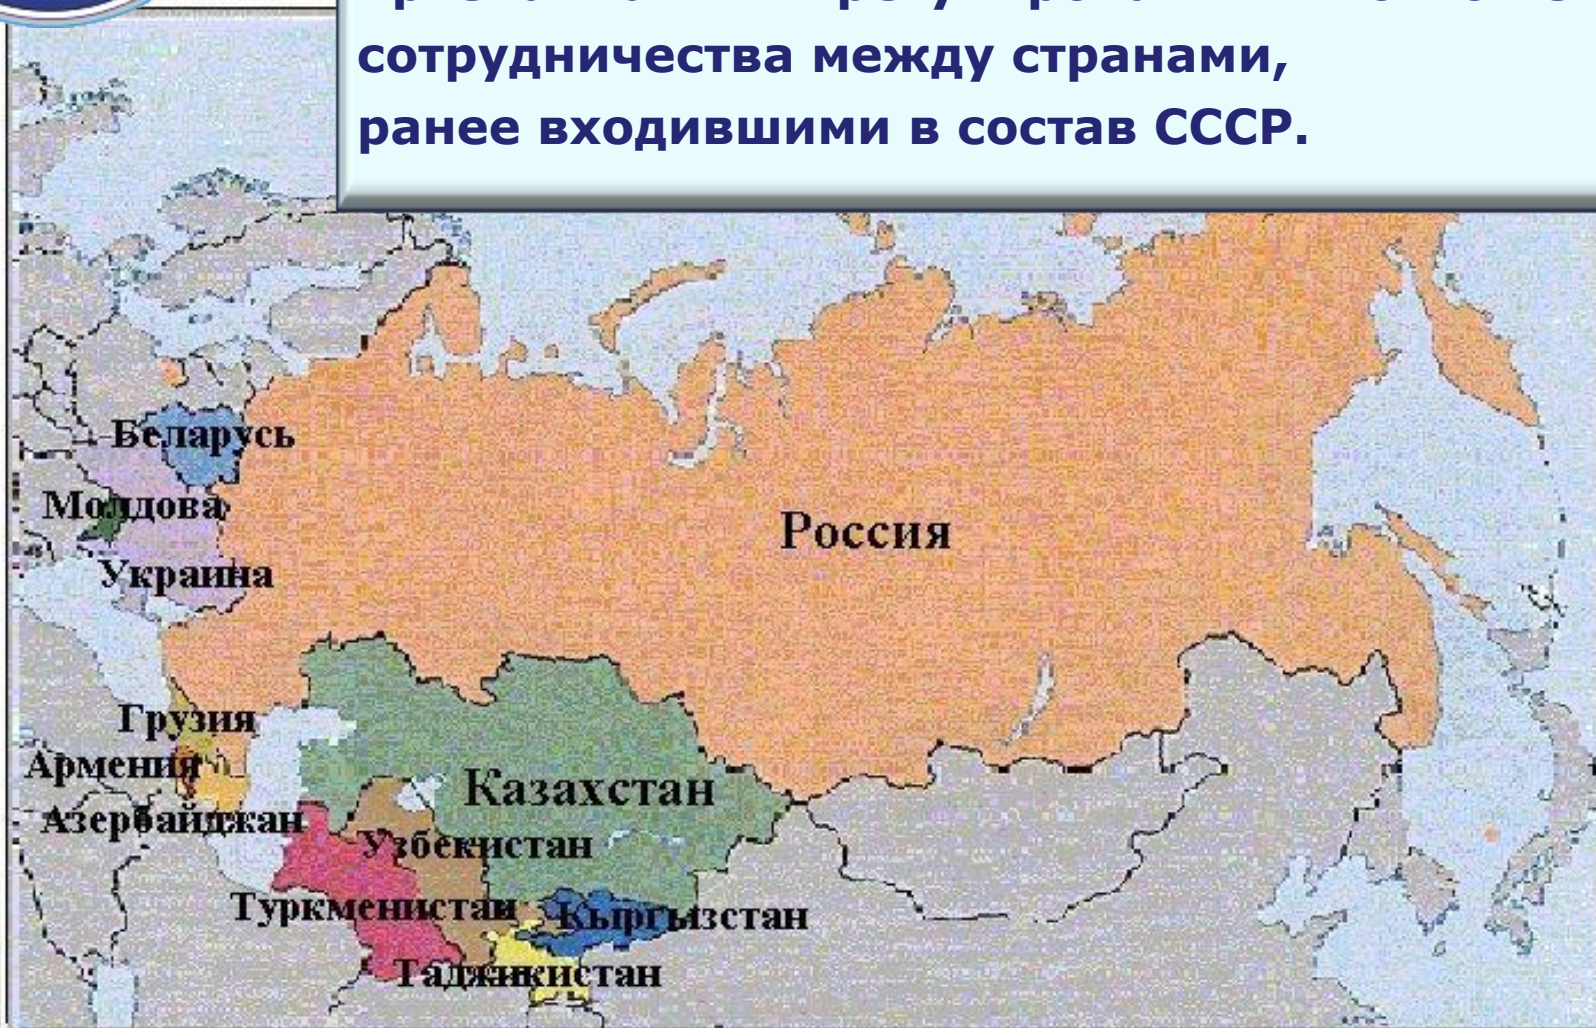 сотрудничества между странами,
ранее входившими в состав СССР.
Беларусь
Молдова
Россия
Украина
Грузия
Армения
Казахстан
Азербайджан
Узбекистан
Туркменистан
Кыргызстан
Таджикистан